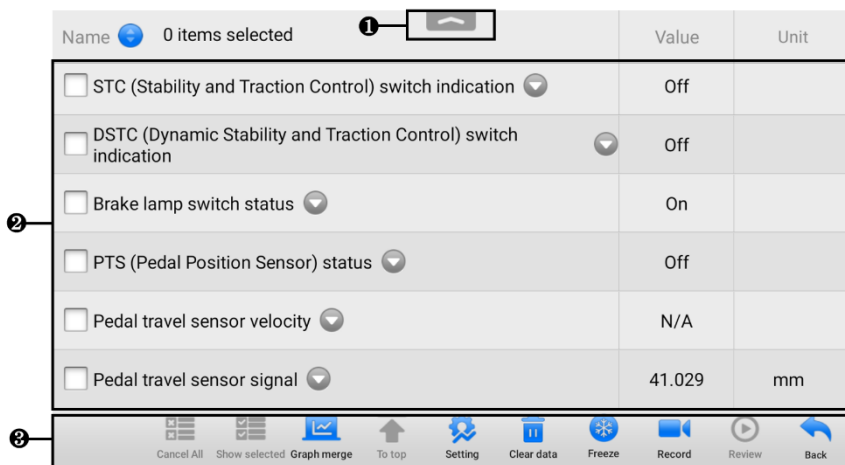 ❶
Name 0 items selected Value Unit
STC (Stability and Traction Control) switch indication Off
DSTC (Dynamic Stability and Traction Control) switch
indication Off
❷
Brake lamp switch status On
PTS (Pedal Position Sensor) status Off
Pedal travel sensor velocity N/A
Pedal travel sensor signal 41.029 mm
❸
Cancel All Show selected Graph merge To top Setting Clear data Freeze Record Review Back